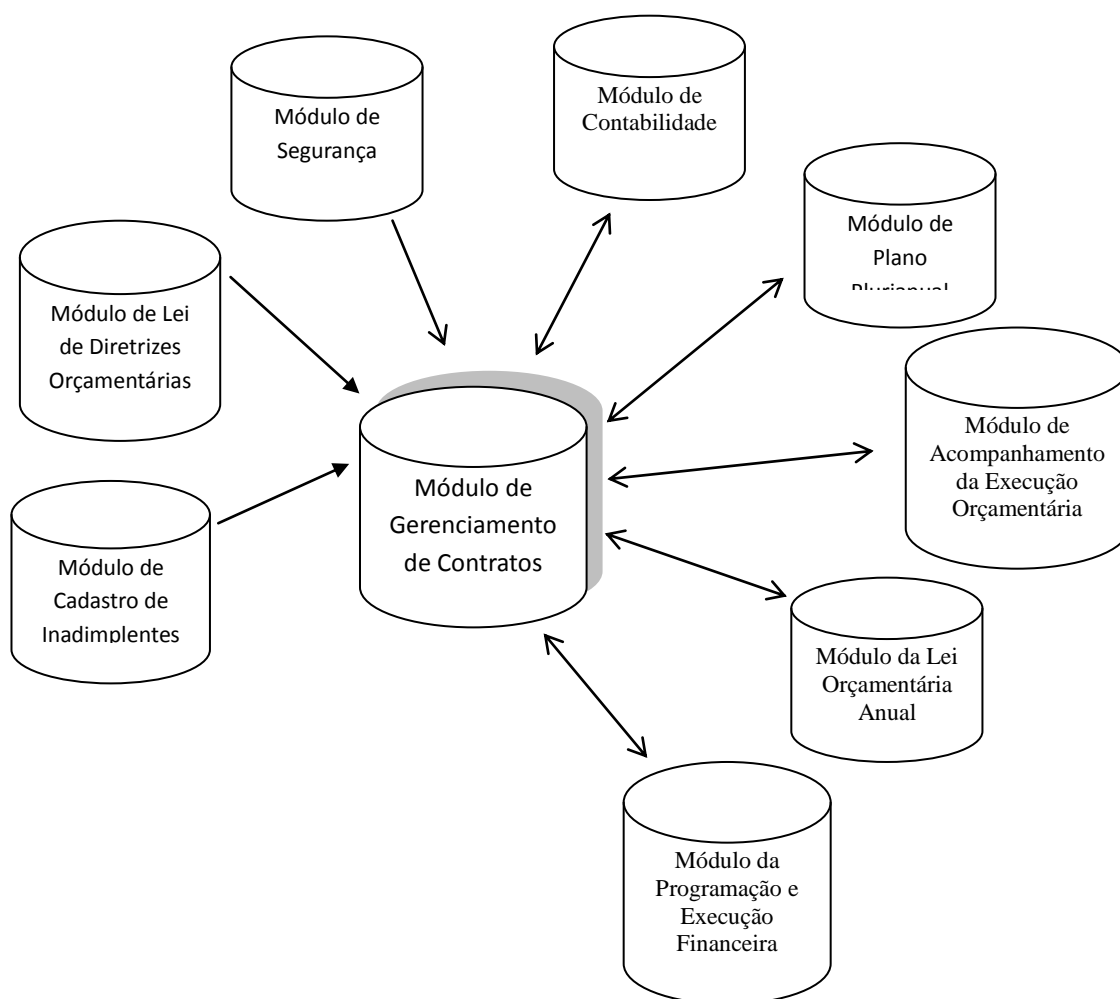 Módulo de
Segurança
Módulo de
Contabilidade
Módulo de
Plano
Plurianual
Módulo de Lei
de Diretrizes
Orçamentárias
Módulo de
Acompanhamento
da Execução
Orçamentária
Módulo de
Gerenciamento
de Contratos
Módulo de
Cadastro de
Inadimplentes
Módulo da Lei
Orçamentária
Anual
Módulo da
Programação e
Execução
Financeira